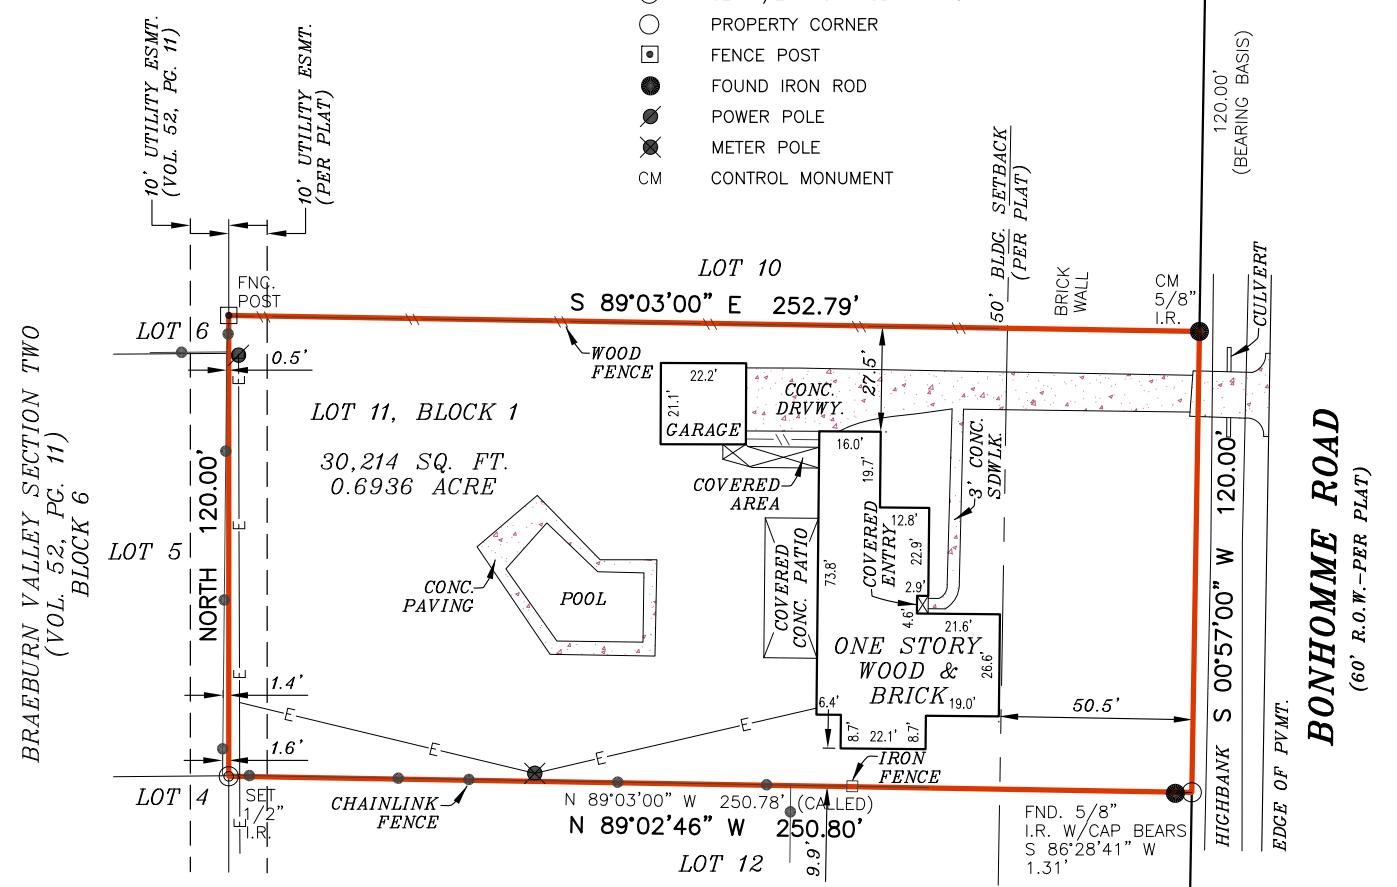 PROPERTY CORNER
FENCE POST
FOUND IRON ROD
POWER POLE
METER POLE
CM CONTROL MONUMENT
10' UTILITY ESMT.
(VOL. 52, PG. 11)
10' UTILITY ESMT.
(PER PLAT)
50' BLDG. SETBACK
(PER PLAT)
120.00'
(BEARING BASIS)
LOT 10
S 89°03'00" E 252.79'
FNC.
POST
BRICK
WALL
CM
5/8"
I.R.
CULVERT
LOT 6
0.5'
WOOD
FENCE
22.2'
21.1'
GARAGE
CONC.
DRVWY.
27.5'
LOT 11, BLOCK 1
30,214 SQ. FT.
0.6936 ACRE
16.0'
19.7'
COVERED
AREA
3' CONC.
SDWLK.
BRAEBURN VALLEY SECTION TWO
(VOL. 52, PG. 11)
BLOCK 6
LOT 5
NORTH 120.00'
E
E
E
E
CONC.
PAVING
POOL
COVERED
CONC. PATIO
73.8'
COVERED
ENTRY
12.8'
22.9'
2.9'
4.6'
21.6'
ONE STORY
WOOD &
BRICK
26.6'
19.0'
6.4'
8.7'
22.1'
8.7'
50.5'
S 00°57'00" W 120.00'
HIGHBANK
EDGE OF PVMT.
BONHOMME ROAD
(60' R.O.W.-PER PLAT)
1.4'
1.6'
E
E
E
E
LOT 4
SET
1/2"
I.R.
CHAINLINK
FENCE
IRON
FENCE
N 89°03'00" W 250.78' (CALLED)
N 89°02'46" W 250.80'
LOT 12
9.9'
FND. 5/8"
I.R. W/CAP BEARS
S 86°28'41" W
1.31'